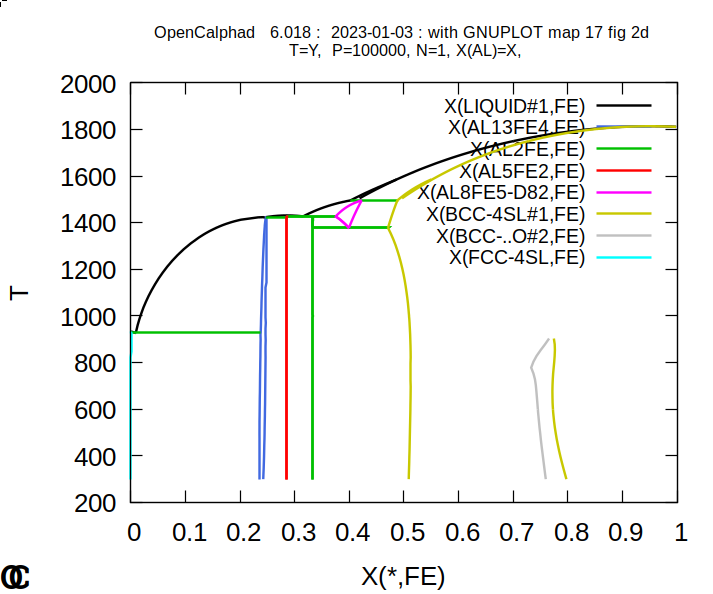 OpenCalphad 6.018 : 2023-01-03 : with GNUPLOT map 17 fig 2d
T=Y, P=100000, N=1, X(AL)=X,
2000
1800
1600
1400
1200
1000
800
600
400
200
T
X(LIQUID#1,FE)
X(AL13FE4,FE)
X(AL2FE,FE)
X(AL5FE2,FE)
X(AL8FE5-D82,FE)
X(BCC-4SL#1,FE)
X(BCC-..O#2,FE)
X(FCC-4SL,FE)
0 0.1 0.2 0.3 0.4 0.5 0.6 0.7 0.8 0.9 1
X(*,FE)